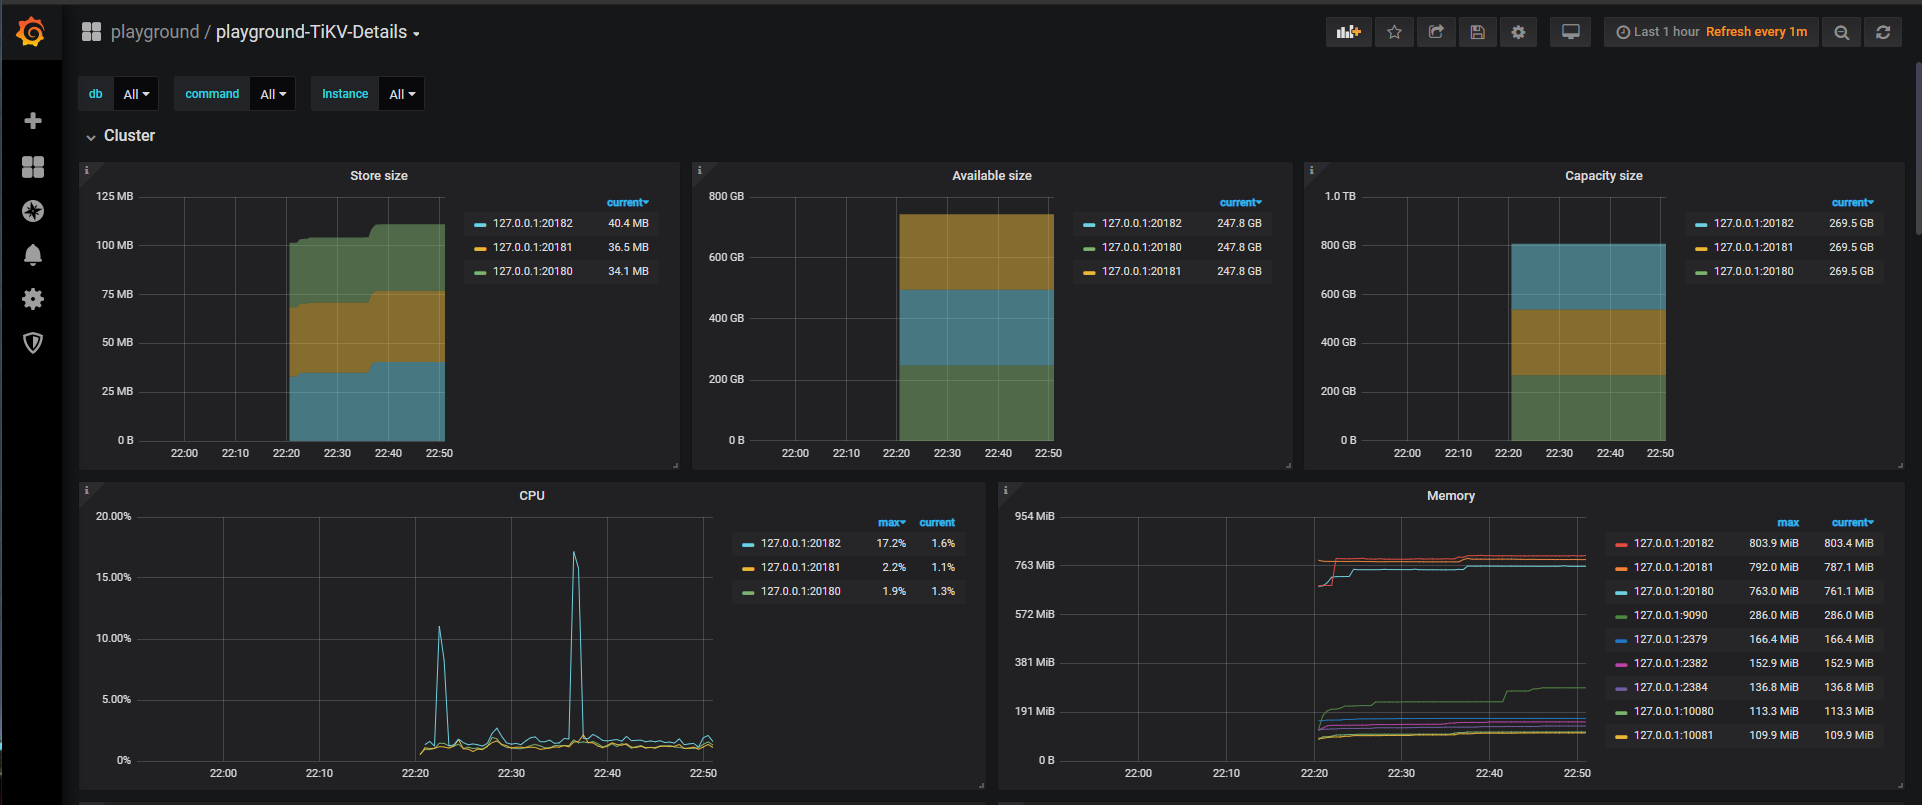 playground / playground-TiKV-Details
Last 1 hour Refresh every 1m
db All command All Instance All
Cluster
Store size
125 MB
100 MB
75 MB
50 MB
25 MB
0 B
22:00 22:10 22:20 22:30 22:40 22:50
current
127.0.0.1:20182 40.4 MB
127.0.0.1:20181 36.5 MB
127.0.0.1:20180 34.1 MB
Available size
800 GB
600 GB
400 GB
200 GB
0 B
22:00 22:10 22:20 22:30 22:40 22:50
current
127.0.0.1:20182 247.8 GB
127.0.0.1:20180 247.8 GB
127.0.0.1:20181 247.8 GB
Capacity size
1.0 TB
800 GB
600 GB
400 GB
200 GB
0 B
22:00 22:10 22:20 22:30 22:40 22:50
current
127.0.0.1:20182 269.5 GB
127.0.0.1:20181 269.5 GB
127.0.0.1:20180 269.5 GB
CPU
20.00%
15.00%
10.00%
5.00%
0%
22:00 22:10 22:20 22:30 22:40 22:50
max current
127.0.0.1:20182 17.2% 1.6%
127.0.0.1:20181 2.2% 1.1%
127.0.0.1:20180 1.9% 1.3%
Memory
954 MiB
763 MiB
572 MiB
381 MiB
191 MiB
0 B
22:00 22:10 22:20 22:30 22:40 22:50
max current
127.0.0.1:20182 803.9 MiB 803.4 MiB
127.0.0.1:20181 792.0 MiB 787.1 MiB
127.0.0.1:20180 763.0 MiB 761.1 MiB
127.0.0.1:9090 286.0 MiB 286.0 MiB
127.0.0.1:2379 166.4 MiB 166.4 MiB
127.0.0.1:2382 152.9 MiB 152.9 MiB
127.0.0.1:2384 136.8 MiB 136.8 MiB
127.0.0.1:10080 113.3 MiB 113.3 MiB
127.0.0.1:10081 109.9 MiB 109.9 MiB